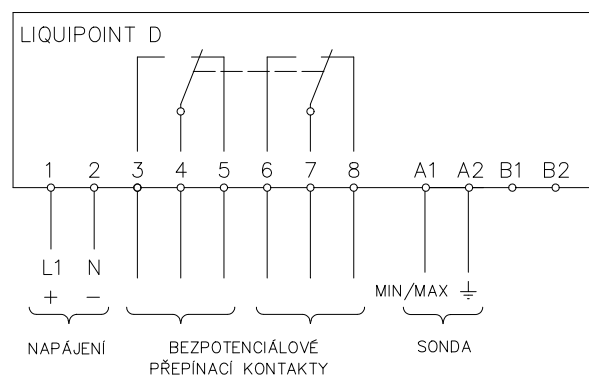 LIQUIPOINT D
1 2 3 4 5 6 7 8 A1 A2 B1 B2
L1 N
+ −
MIN/MAX
NAPÁJENÍ
BEZPOTENCIÁLOVÉ
PŘEPÍNACÍ KONTAKTY
SONDA